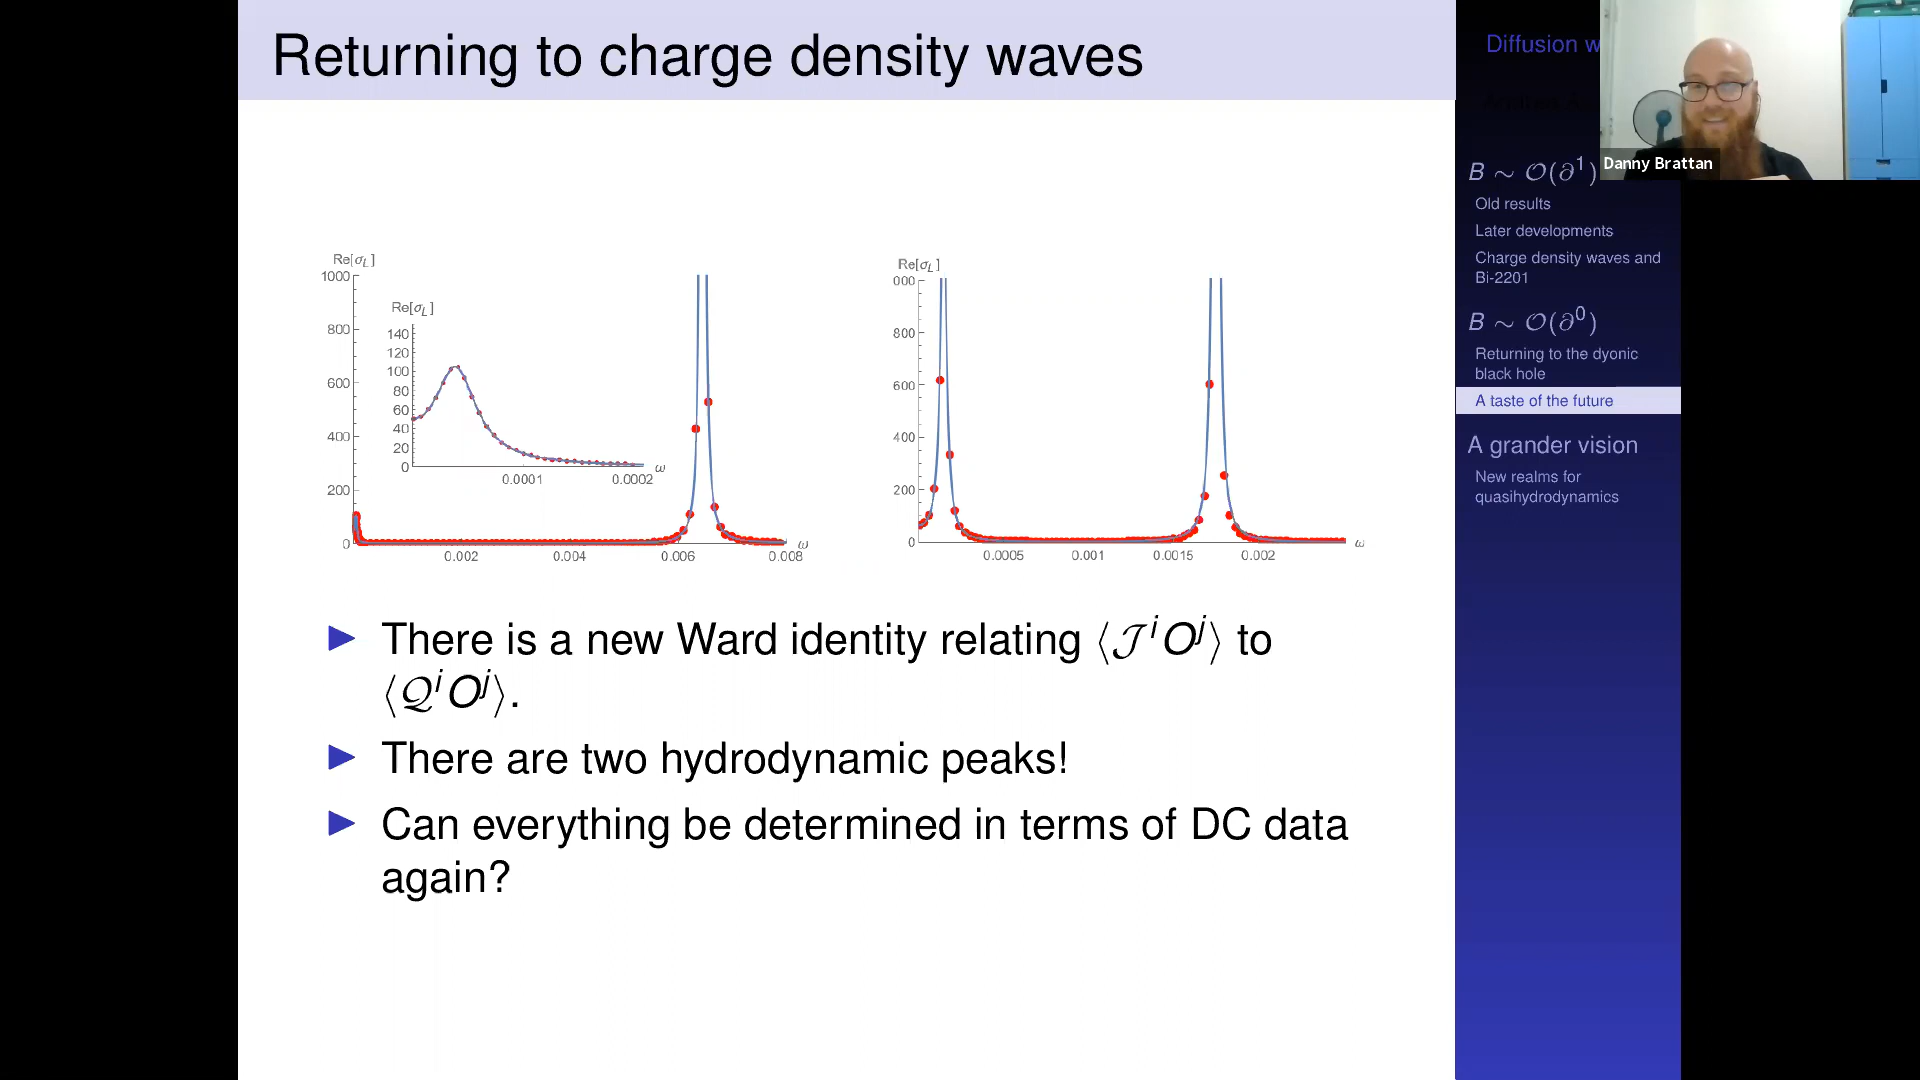 Returning to charge density waves
Re[σ_L]
1000
800
600
400
200
0
0.002
0.004
0.006
0.008
ω
Re[σ_L]
140
120
100
80
60
40
20
0
0.0001
0.0002
ω
Re[σ_L]
000
800
600
400
200
0
0.0005
0.001
0.0015
0.002
ω
▶ There is a new Ward identity relating ⟨𝒥^i O^j⟩ to
⟨𝒬^i O^j⟩.
▶ There are two hydrodynamic peaks!
▶ Can everything be determined in terms of DC data
again?
Diffusion w
Danny Brattan
B ∼ 𝒪(∂^1)
Old results
Later developments
Charge density waves and
Bi-2201
B ∼ 𝒪(∂^0)
Returning to the dyonic
black hole
A taste of the future
A grander vision
New realms for
quasihydrodynamics